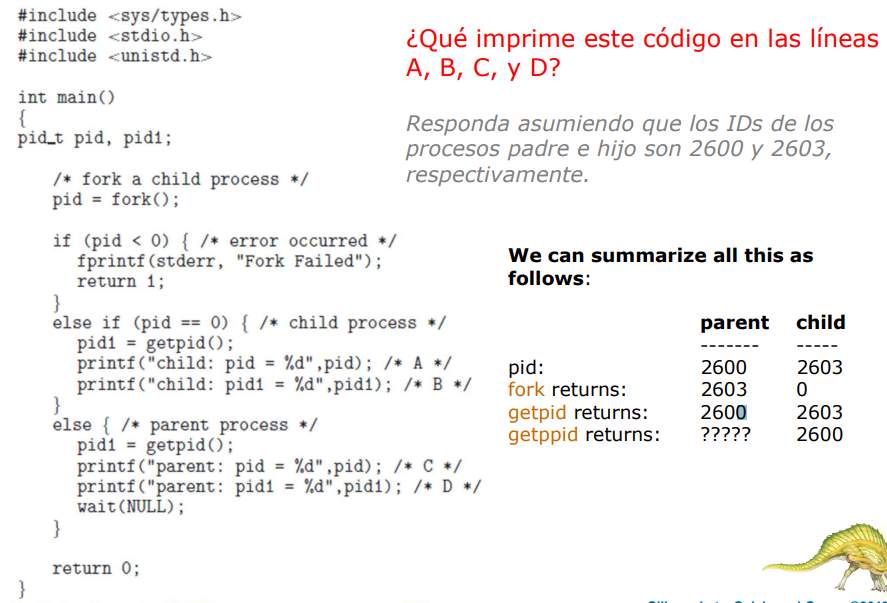 #include <sys/types.h>
#include <stdio.h>
#include <unistd.h>
int main()
{
pid_t pid, pid1;
/* fork a child process */
pid = fork();
if (pid < 0) { /* error occurred */
fprintf(stderr, "Fork Failed");
return 1;
}
else if (pid == 0) { /* child process */
pid1 = getpid();
printf("child: pid = %d",pid); /* A */
printf("child: pid1 = %d",pid1); /* B */
}
else { /* parent process */
pid1 = getpid();
printf("parent: pid = %d",pid); /* C */
printf("parent: pid1 = %d",pid1); /* D */
wait(NULL);
}
return 0;
}
¿Qué imprime este código en las líneas
A, B, C, y D?
Responda asumiendo que los IDs de los
procesos padre e hijo son 2600 y 2603,
respectivamente.
We can summarize all this as
follows:
parent child
------- -----
pid: 2600 2603
fork returns: 2603 0
getpid returns: 2600 2603
getppid returns: ????? 2600